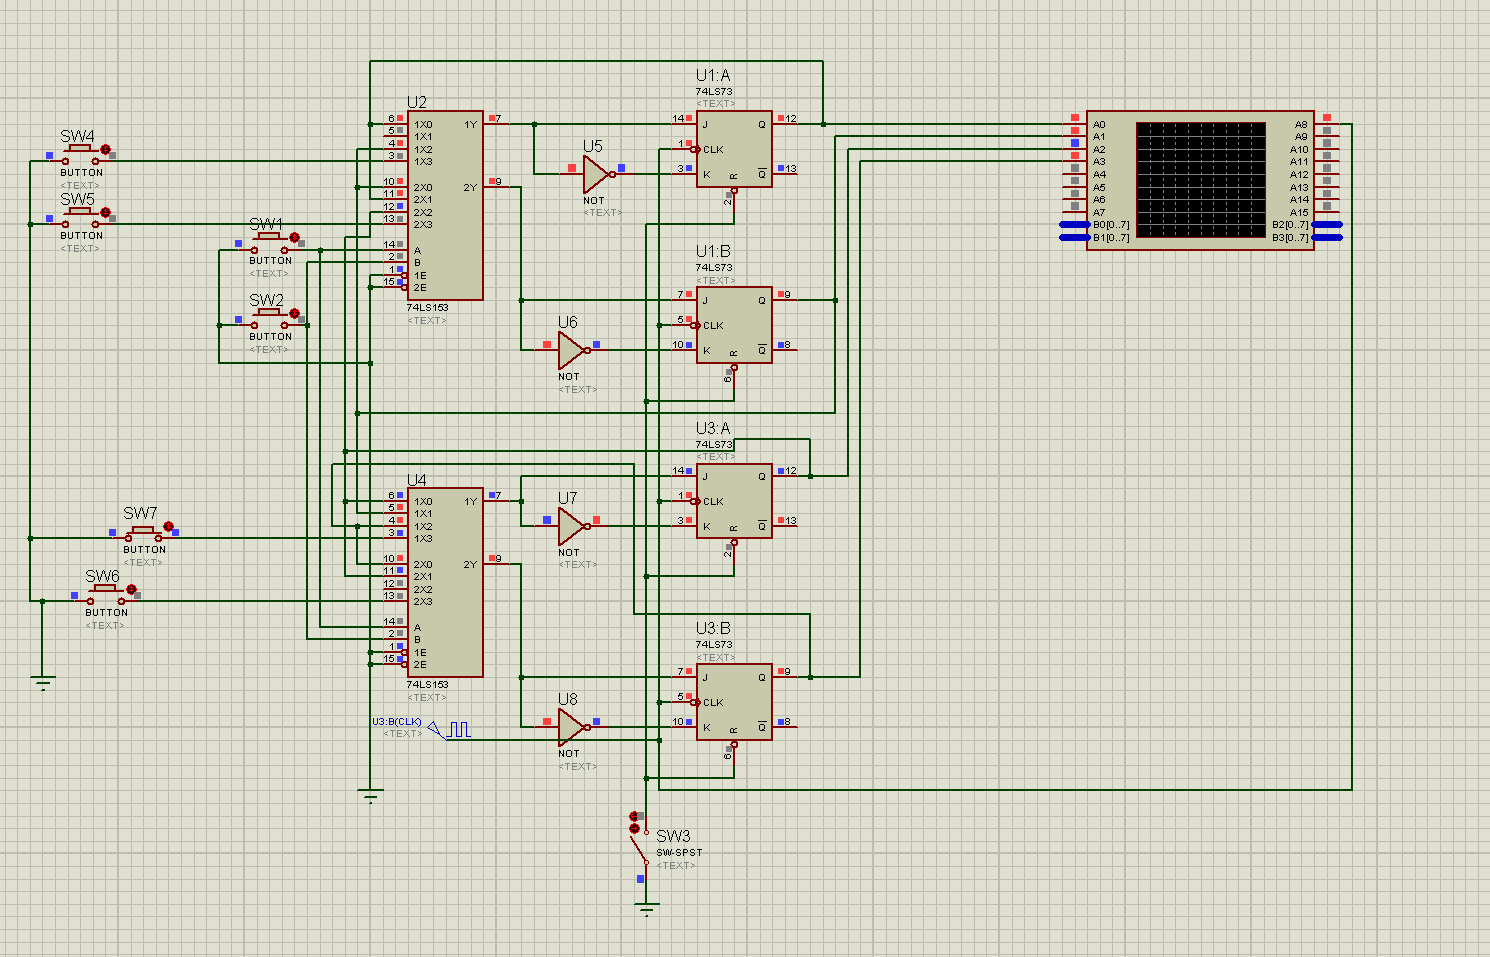 SW4
BUTTON
<TEXT>
SW5
BUTTON
<TEXT>
SW1
BUTTON
<TEXT>
SW2
BUTTON
<TEXT>
SW7
BUTTON
<TEXT>
SW6
BUTTON
<TEXT>
U2
6 1X0 1Y 7
5 1X1
4 1X2
3 1X3
10 2X0 2Y 9
11 2X1
12 2X2
13 2X3
14 A
2 B
1 1E
15 2E
74LS153
<TEXT>
U4
6 1X0 1Y 7
5 1X1
4 1X2
3 1X3
10 2X0 2Y 9
11 2X1
12 2X2
13 2X3
14 A
2 B
1 1E
15 2E
74LS153
<TEXT>
U3:B(CLK)
<TEXT>
U5
NOT
<TEXT>
U6
NOT
<TEXT>
U7
NOT
<TEXT>
U8
NOT
<TEXT>
U1:A
74LS73
<TEXT>
14 J Q 12
1 CLK
3 K Q 13
R
2
U1:B
74LS73
<TEXT>
7 J Q 9
5 CLK
10 K Q 8
R
6
U3:A
74LS73
<TEXT>
14 J Q 12
1 CLK
3 K Q 13
R
2
U3:B
74LS73
<TEXT>
7 J Q 9
5 CLK
10 K Q 8
R
6
SW3
SW-SPST
<TEXT>
A0 A8
A1 A9
A2 A10
A3 A11
A4 A12
A5 A13
A6 A14
A7 A15
B0[0..7] B2[0..7]
B1[0..7] B3[0..7]